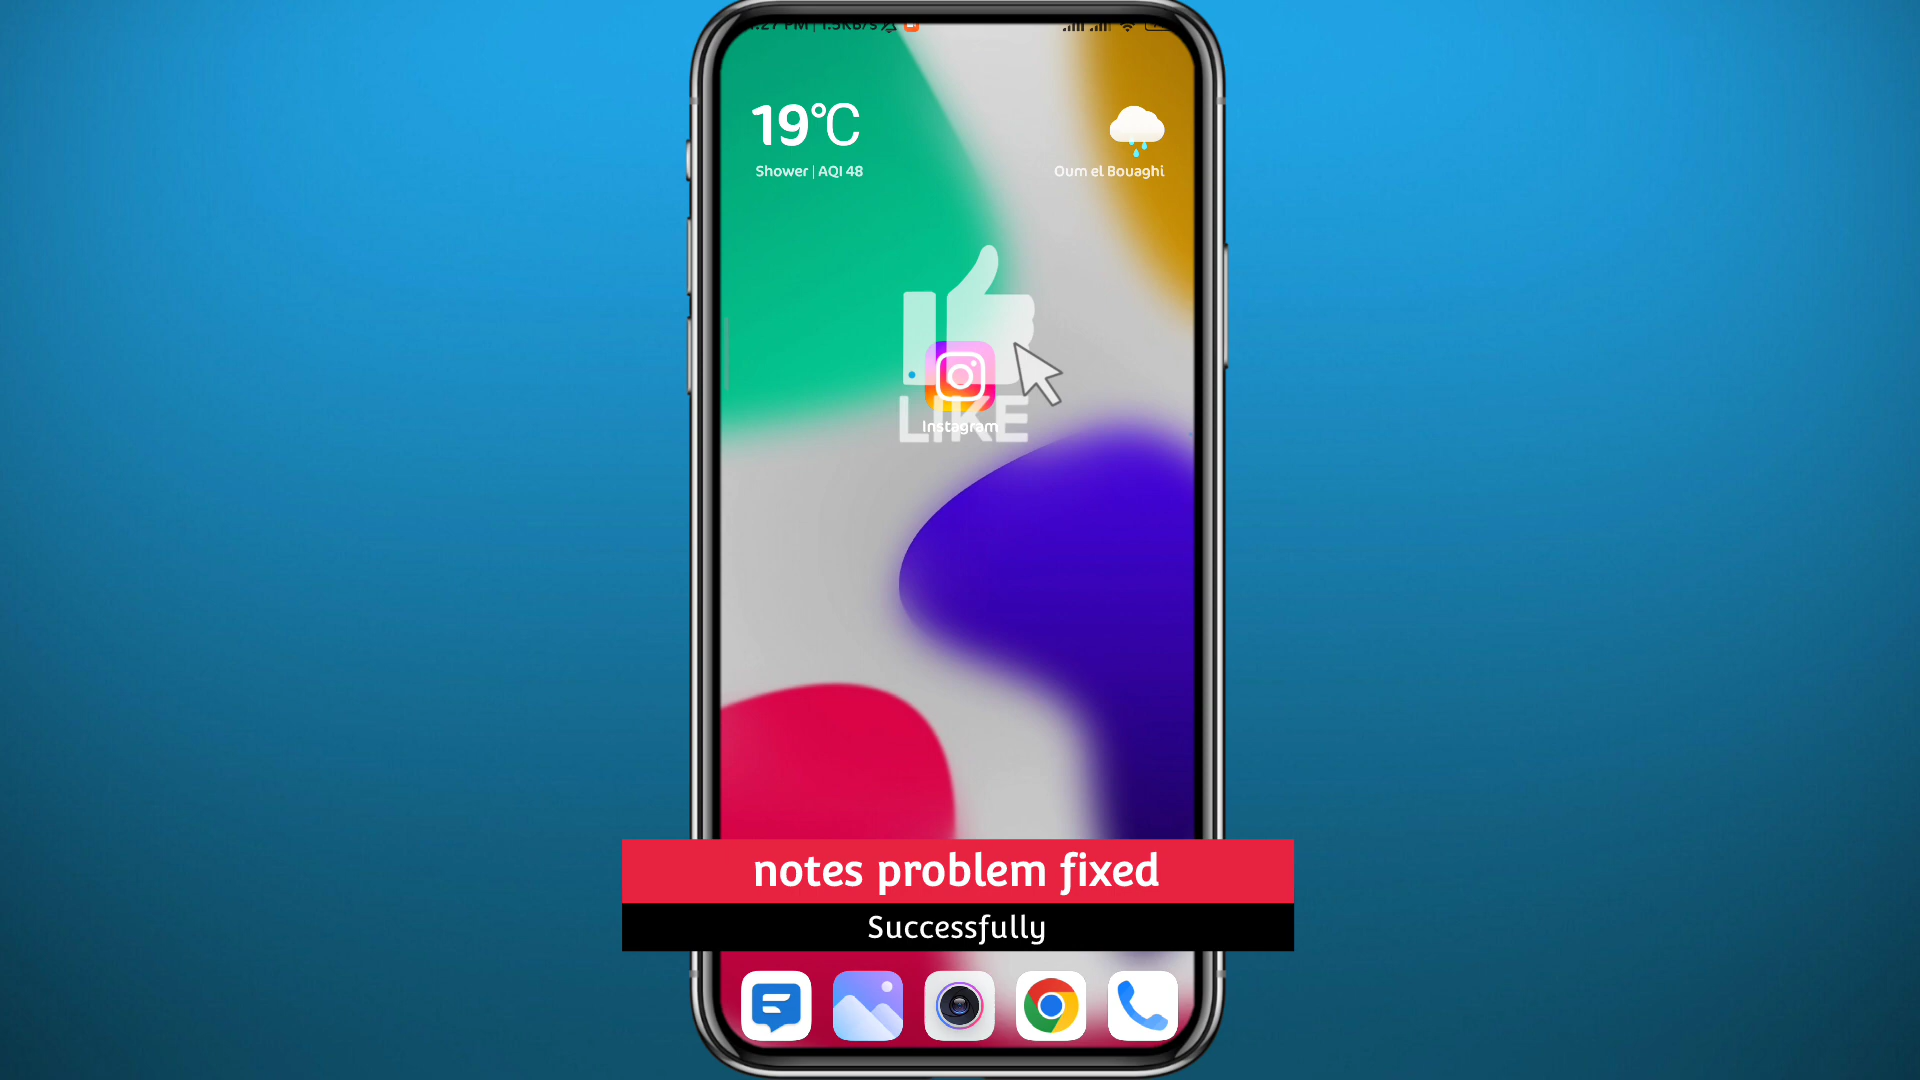 19°C
Shower | AQI 48
Oum el Bouaghi
LIKE
Instagram
notes problem fixed
Successfully